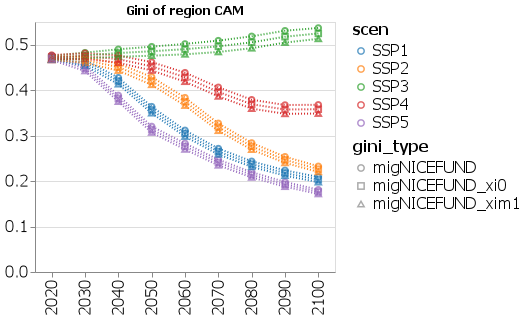 Gini of region CAM
0.5
0.4
0.3
0.2
0.1
0.0
2020
2030
2040
2050
2060
2070
2080
2090
2100
scen
SSP1
SSP2
SSP3
SSP4
SSP5
gini_type
migNICEFUND
migNICEFUND_xi0
migNICEFUND_xim1